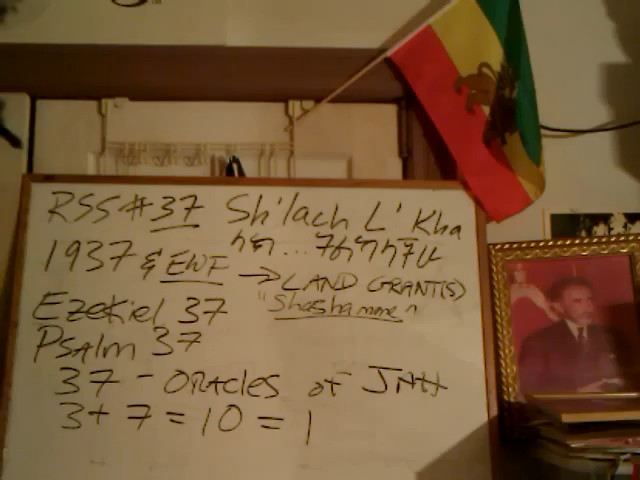 RSS #37 Sh'lach L' Kha
1937 & EWF → LAND GRANT(S)
"Shashamane"
Ezekiel 37
Psalm 37
37 - ORACLES of JAH
3 + 7 = 10 = 1